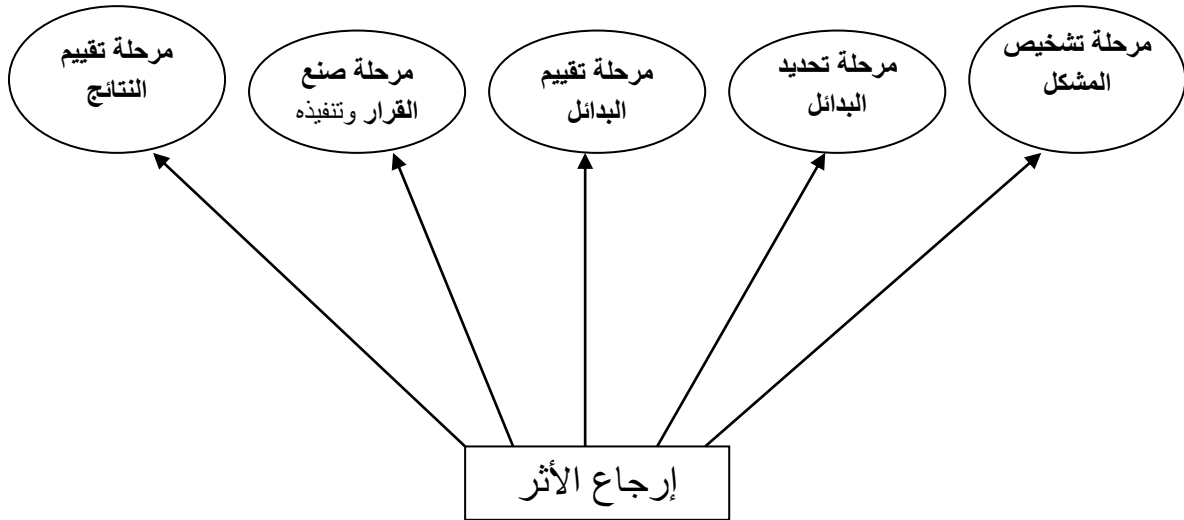 مرحلة تشخيص
المشكل
مرحلة تحديد
البدائل
مرحلة تقييم
البدائل
مرحلة صنع
القرار وتنفيذه
مرحلة تقييم
النتائج
إرجاع الأثر